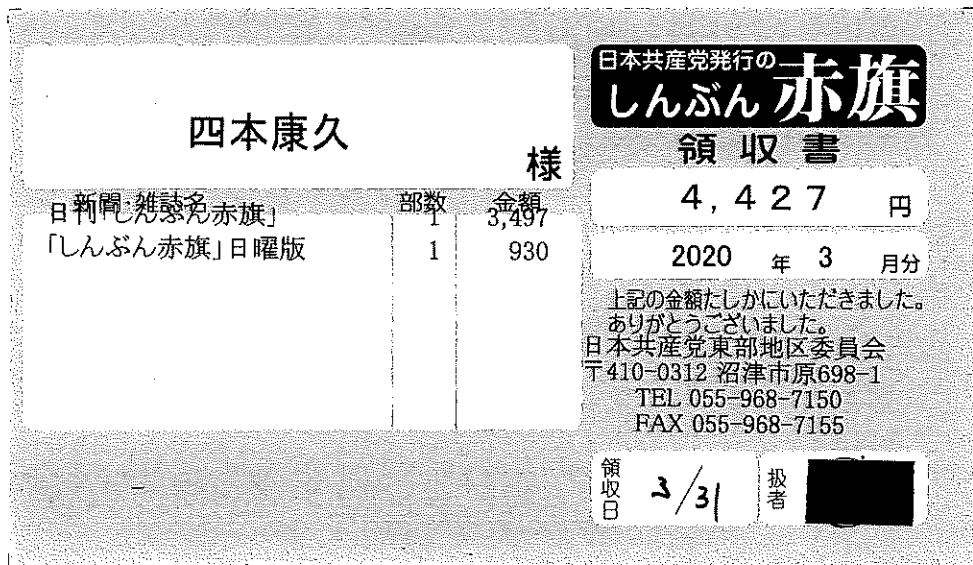 四本康久
様
新聞・雑誌名 部数 金額
日刊「しんぶん赤旗」 1 3,497
「しんぶん赤旗」日曜版 1 930
日本共産党発行の
しんぶん赤旗
領収書
4,427 円
2020 年 3 月分
上記の金額たしかにいただきました。
ありがとうございました。
日本共産党東部地区委員会
〒410-0312 沼津市原698-1
TEL 055-968-7150
FAX 055-968-7155
領収日 3/31 扱者